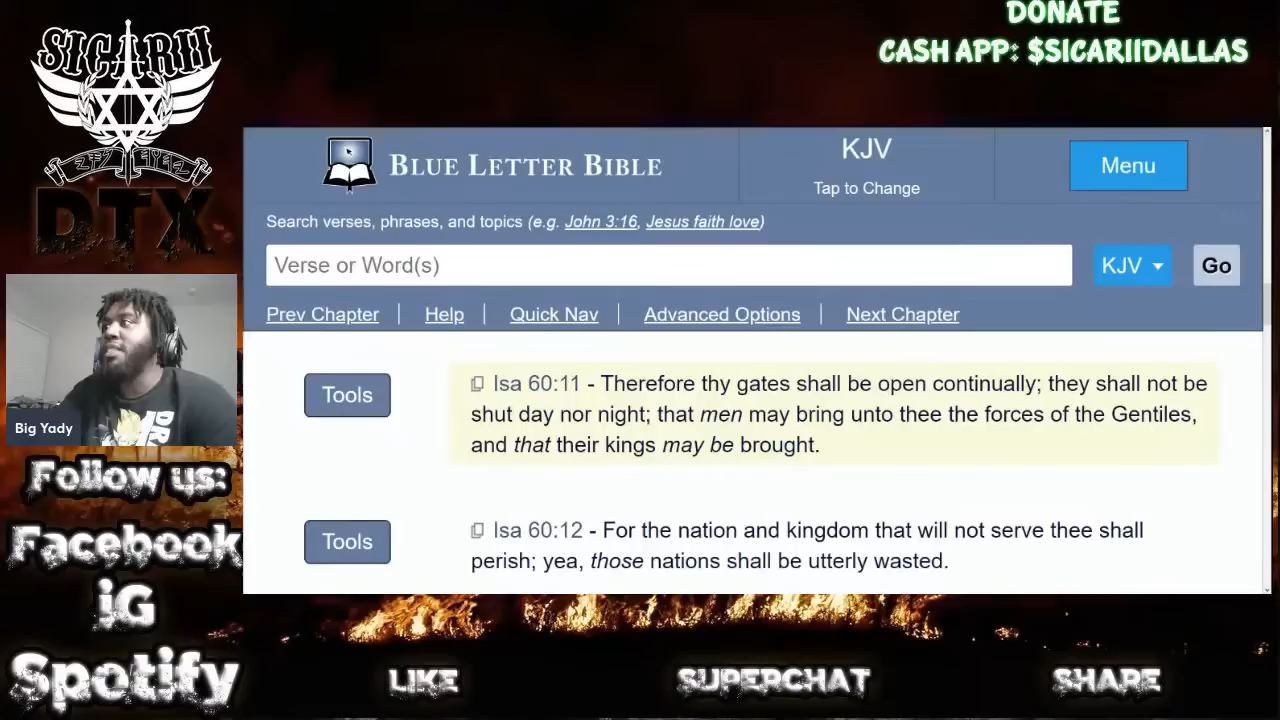 DONATE
CASH APP: $SICARIIDALLAS
SICARII
DTX
BLUE LETTER BIBLE
KJV
Tap to Change
Menu
Search verses, phrases, and topics (e.g. John 3:16, Jesus faith love)
Verse or Word(s)
KJV
Go
Prev Chapter
Help
Quick Nav
Advanced Options
Next Chapter
Tools
Isa 60:11 - Therefore thy gates shall be open continually; they shall not be
shut day nor night; that men may bring unto thee the forces of the Gentiles,
and that their kings may be brought.
Tools
Isa 60:12 - For the nation and kingdom that will not serve thee shall
perish; yea, those nations shall be utterly wasted.
Big Yady
Follow us:
Facebook
iG
Spotify
LIKE
SUPERCHAT
SHARE